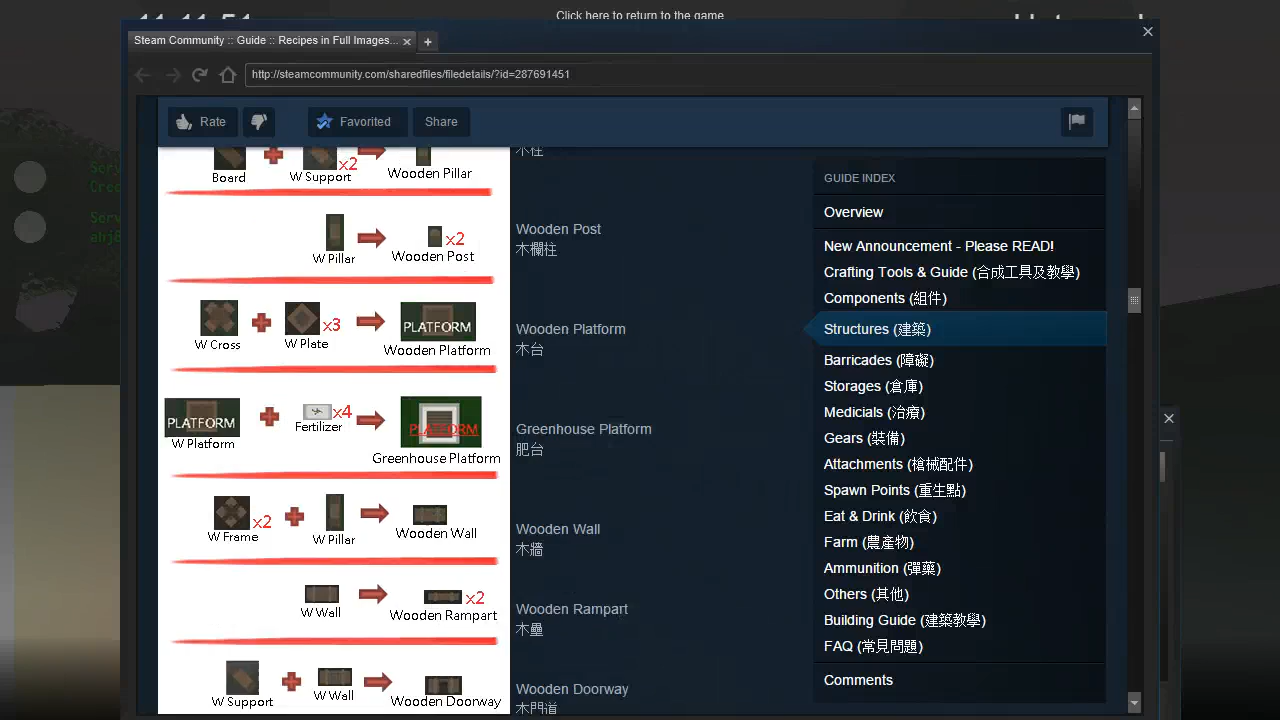 Click here to return to the game
Steam Community :: Guide :: Recipes in Full Images...
http://steamcommunity.com/sharedfiles/filedetails/?id=287691451
Rate
Favorited
Share
Board
W Support
x2
Wooden Pillar
木柱
W Pillar
x2
Wooden Post
Wooden Post
木欄柱
W Cross
W Plate
x3
PLATFORM
Wooden Platform
Wooden Platform
木台
PLATFORM
W Platform
Fertilizer
x4
PLATFORM
Greenhouse Platform
Greenhouse Platform
肥台
W Frame
x2
W Pillar
Wooden Wall
Wooden Wall
木牆
W Wall
x2
Wooden Rampart
Wooden Rampart
木壘
W Support
W Wall
Wooden Doorway
Wooden Doorway
木門道
GUIDE INDEX
Overview
New Announcement - Please READ!
Crafting Tools & Guide (合成工具及教學)
Components (組件)
Structures (建築)
Barricades (障礙)
Storages (倉庫)
Medicials (治療)
Gears (裝備)
Attachments (槍械配件)
Spawn Points (重生點)
Eat & Drink (飲食)
Farm (農產物)
Ammunition (彈藥)
Others (其他)
Building Guide (建築教學)
FAQ (常見問題)
Comments